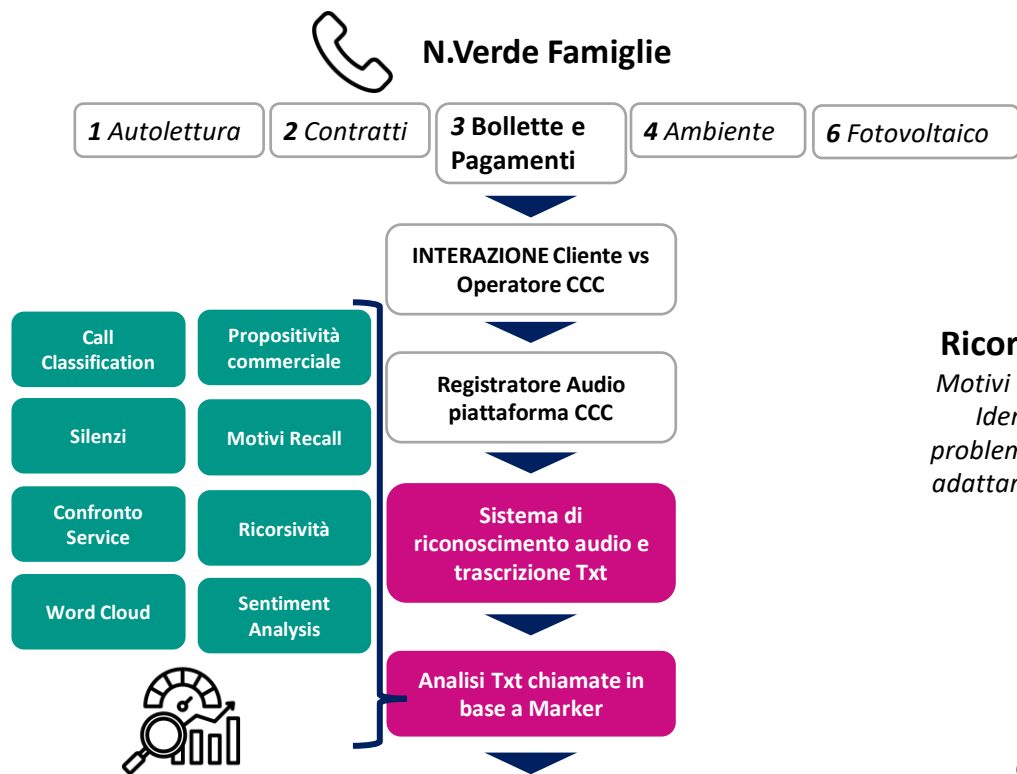 N.Verde Famiglie
1 Autolettura
2 Contratti
3 Bollette e
Pagamenti
4 Ambiente
6 Fotovoltaico
INTERAZIONE Cliente vs
Operatore CCC
Registratore Audio
piattaforma CCC
Sistema di
riconoscimento audio e
trascrizione Txt
Analisi Txt chiamate in
base a Marker
Call
Classification
Propositività
commerciale
Silenzi
Motivi Recall
Confronto
Service
Ricorsività
Word Cloud
Sentiment
Analysis
Ricor
Motivi
Iden
problem
adattar